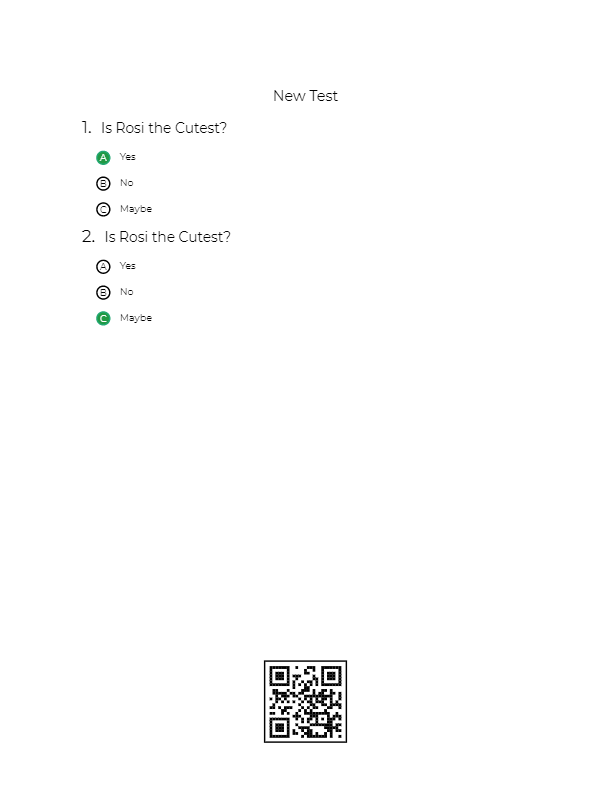 New Test
1. Is Rosi the Cutest?
A Yes
B No
C Maybe
2. Is Rosi the Cutest?
A Yes
B No
C Maybe